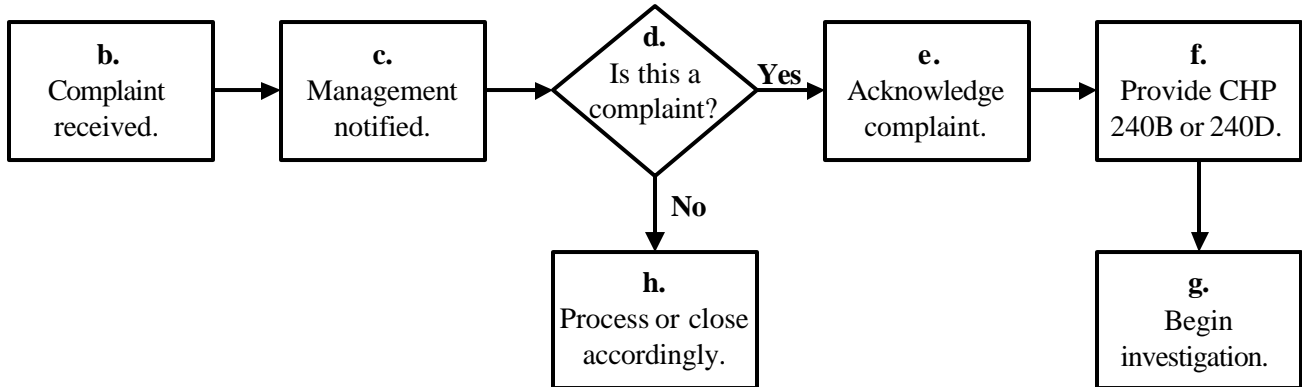 b.
Complaint
received.
c.
Management
notified.
d.
Is this a
complaint?
Yes
e.
Acknowledge
complaint.
f.
Provide CHP
240B or 240D.
No
h.
Process or close
accordingly.
g.
Begin
investigation.